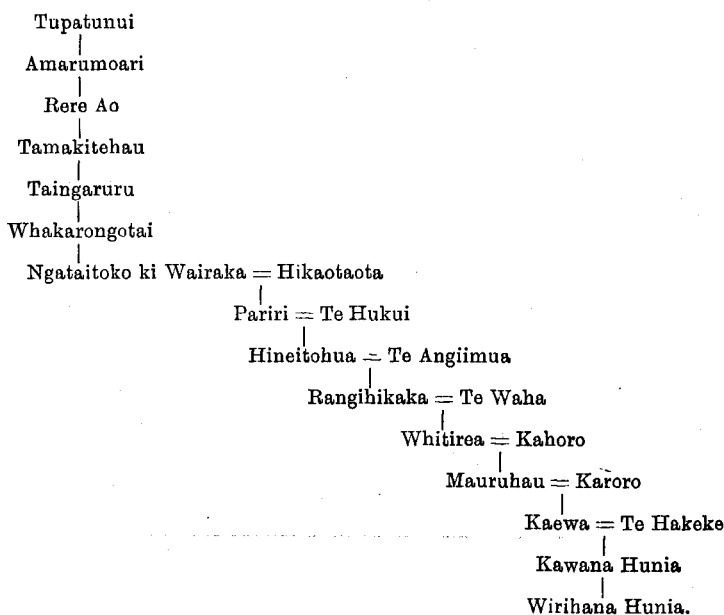 Tupatunui
Amarumoari
Rere Ao
Tamakitehau
Taingaruru
Whakarongotai
Ngataitoko ki Wairaka = Hikaotaota
Pariri = Te Hukui
Hineitohua = Te Angiimua
Rangihikaka = Te Waha
Whitirea = Kahoro
Mauruhau = Karoro
Kaewa = Te Hakeke
Kawana Hunia
Wirihana Hunia.